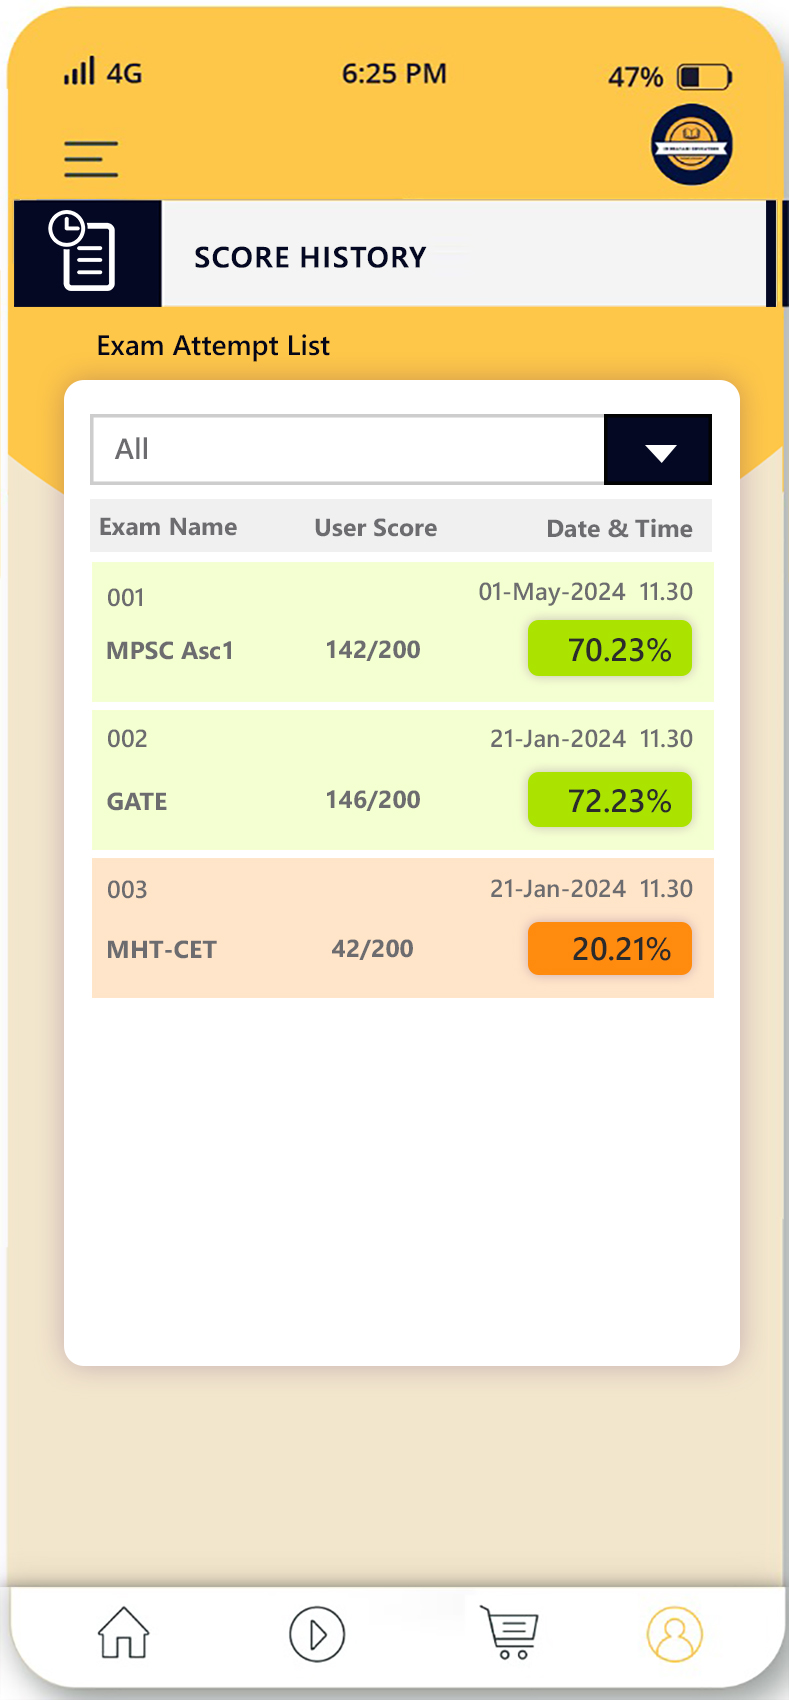 4G 6:25 PM 47%
SCORE HISTORY
Exam Attempt List
All
Exam Name User Score Date & Time
001 01-May-2024 11.30
MPSC Asc1 142/200 70.23%
002 21-Jan-2024 11.30
GATE 146/200 72.23%
003 21-Jan-2024 11.30
MHT-CET 42/200 20.21%